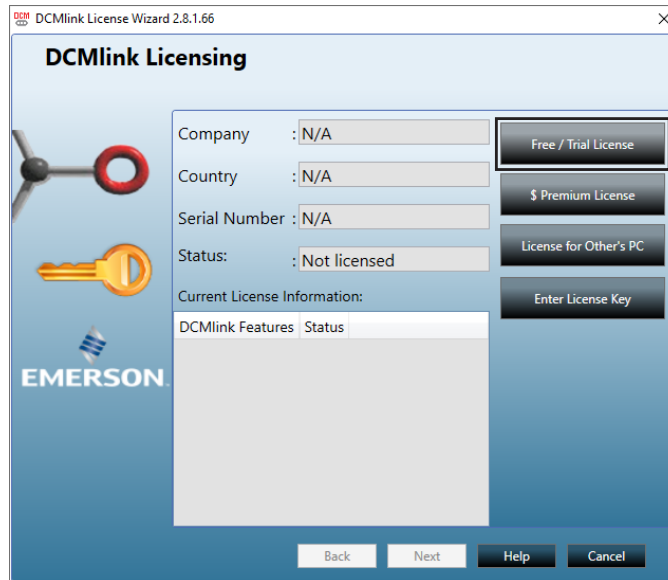 DCM DCMlink License Wizard 2.8.1.66
DCMlink Licensing
Company : N/A
Free / Trial License
Country : N/A
$ Premium License
Serial Number : N/A
License for Other's PC
Status: : Not licensed
Current License Information:
Enter License Key
DCMlink Features Status
EMERSON.
Back Next Help Cancel